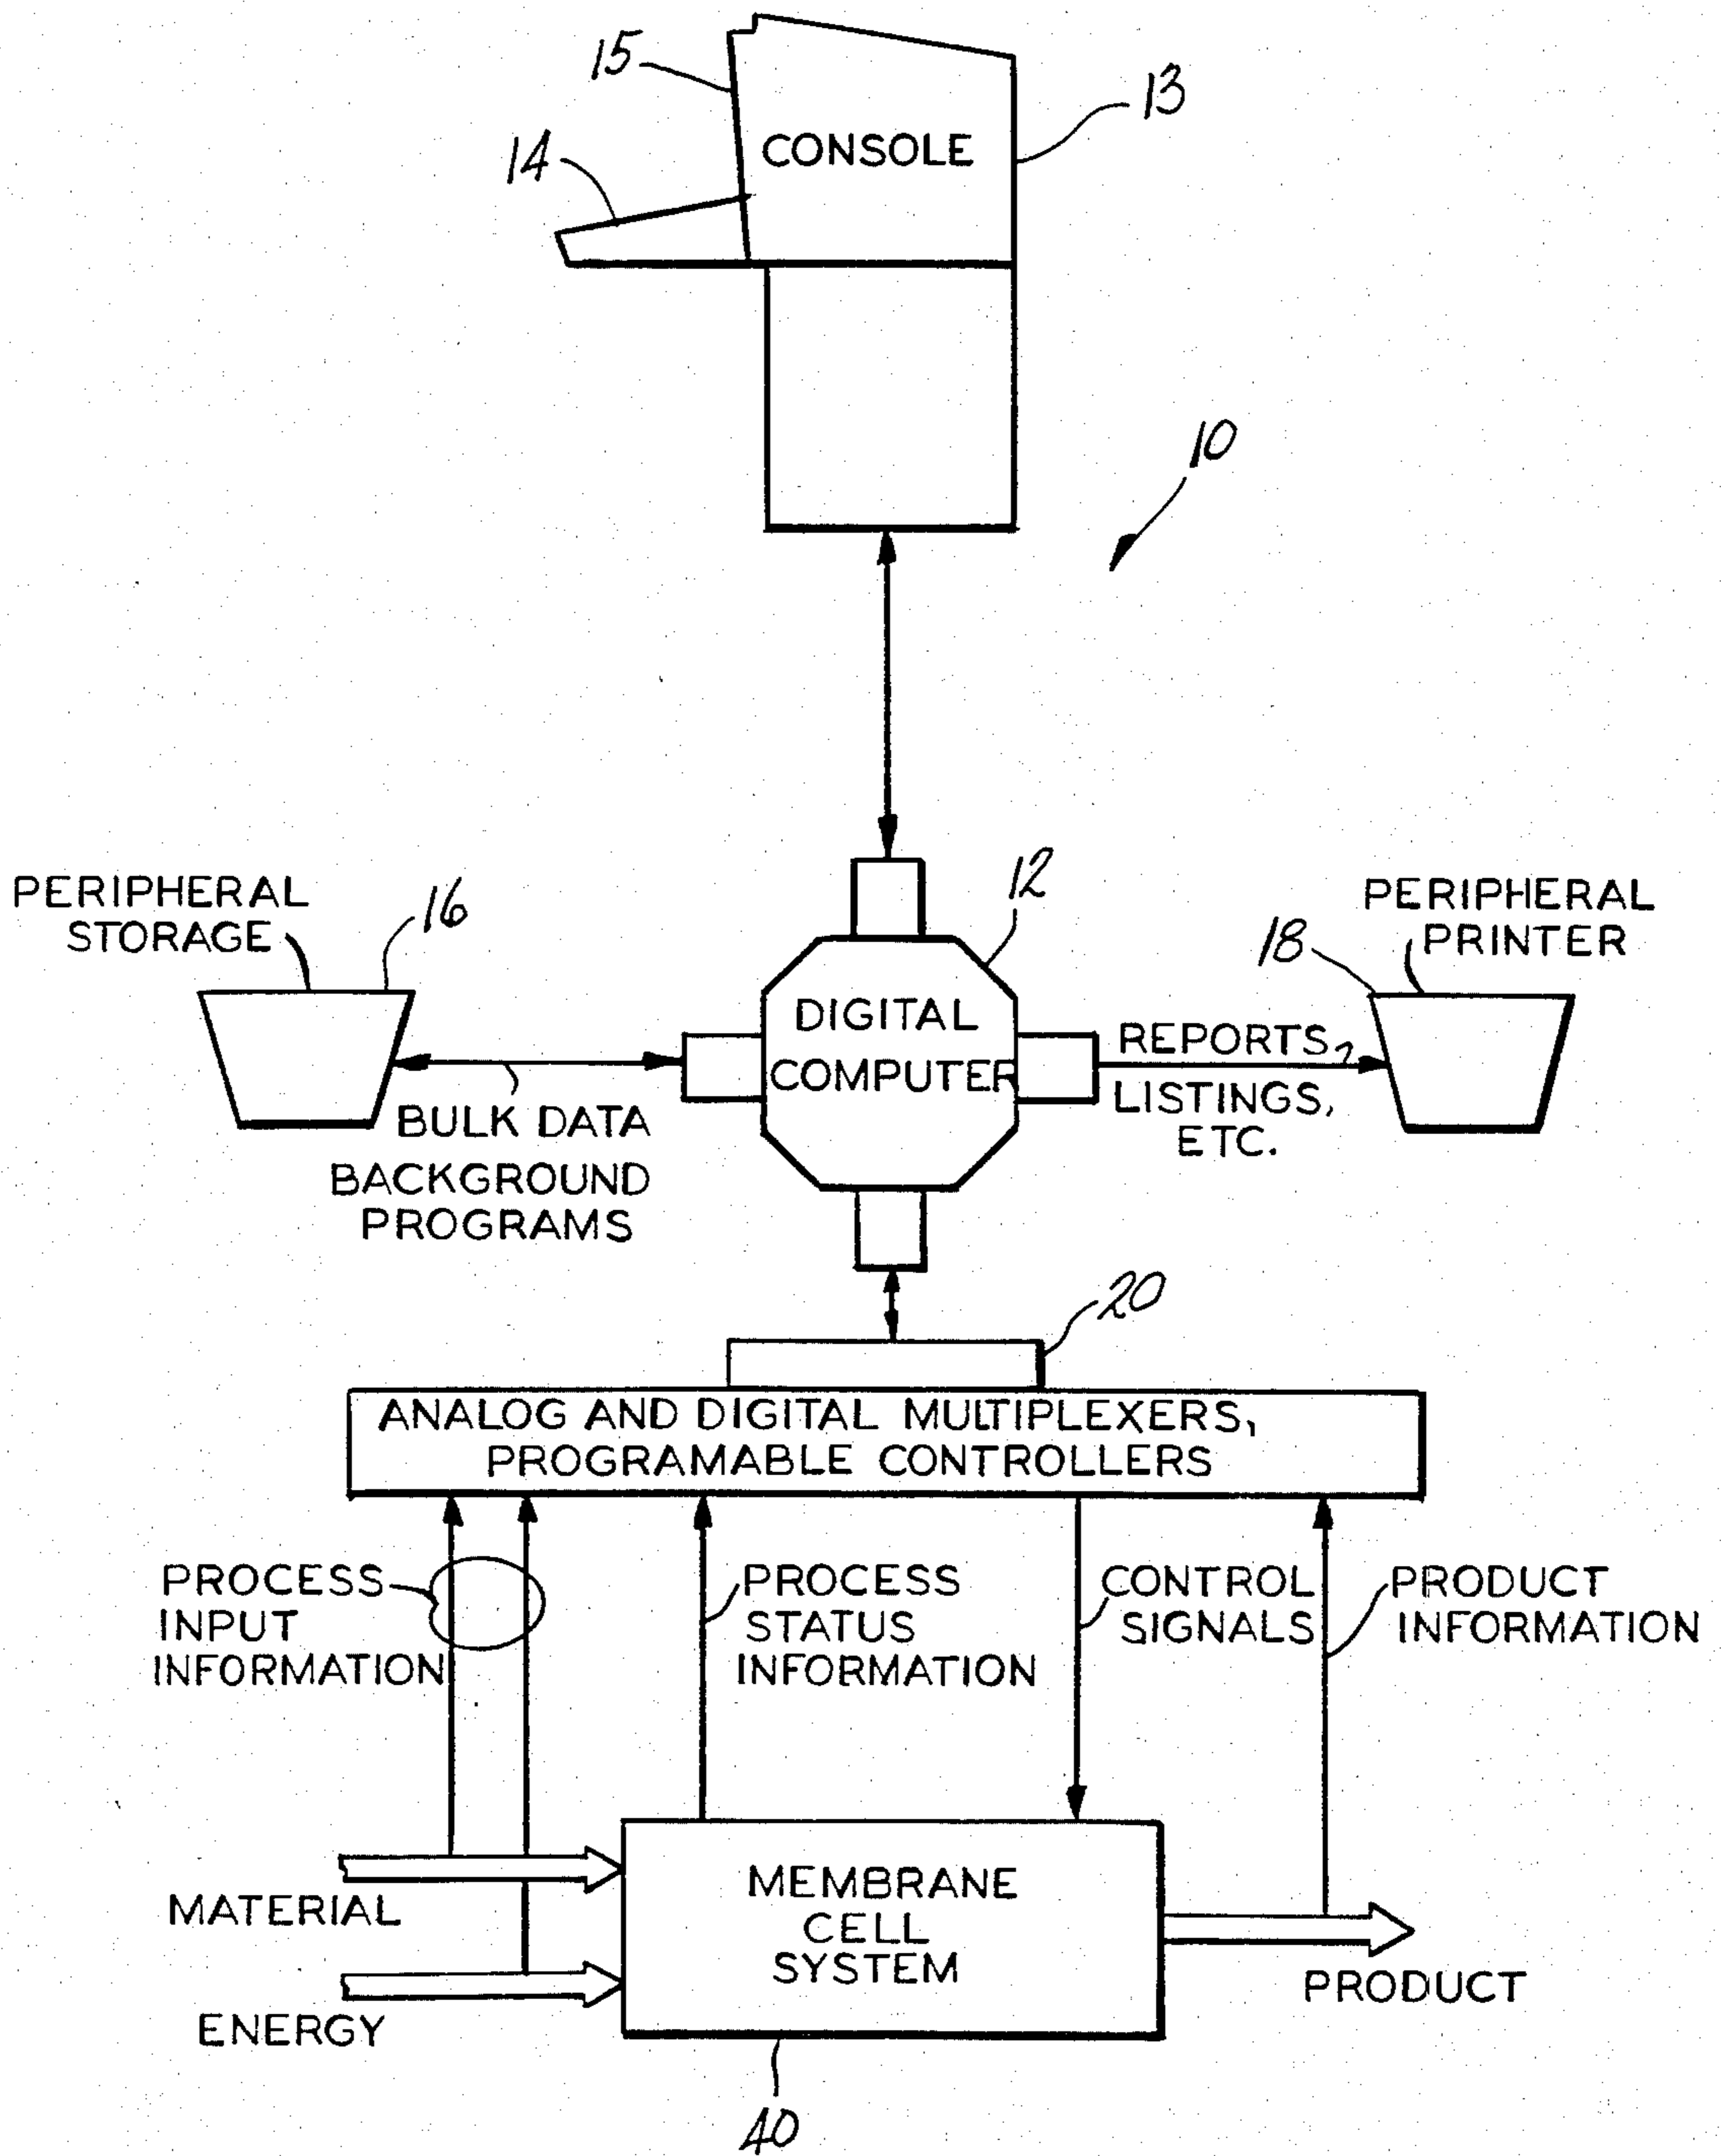 15
CONSOLE
13
14
10
PERIPHERAL
STORAGE
16
12
DIGITAL
COMPUTER
PERIPHERAL
PRINTER
18
REPORTS,
LISTINGS,
ETC.
BULK DATA
BACKGROUND
PROGRAMS
20
ANALOG AND DIGITAL MULTIPLEXERS,
PROGRAMABLE CONTROLLERS
PROCESS
INPUT
INFORMATION
PROCESS
STATUS
INFORMATION
CONTROL
SIGNALS
PRODUCT
INFORMATION
MATERIAL
ENERGY
MEMBRANE
CELL
SYSTEM
PRODUCT
40